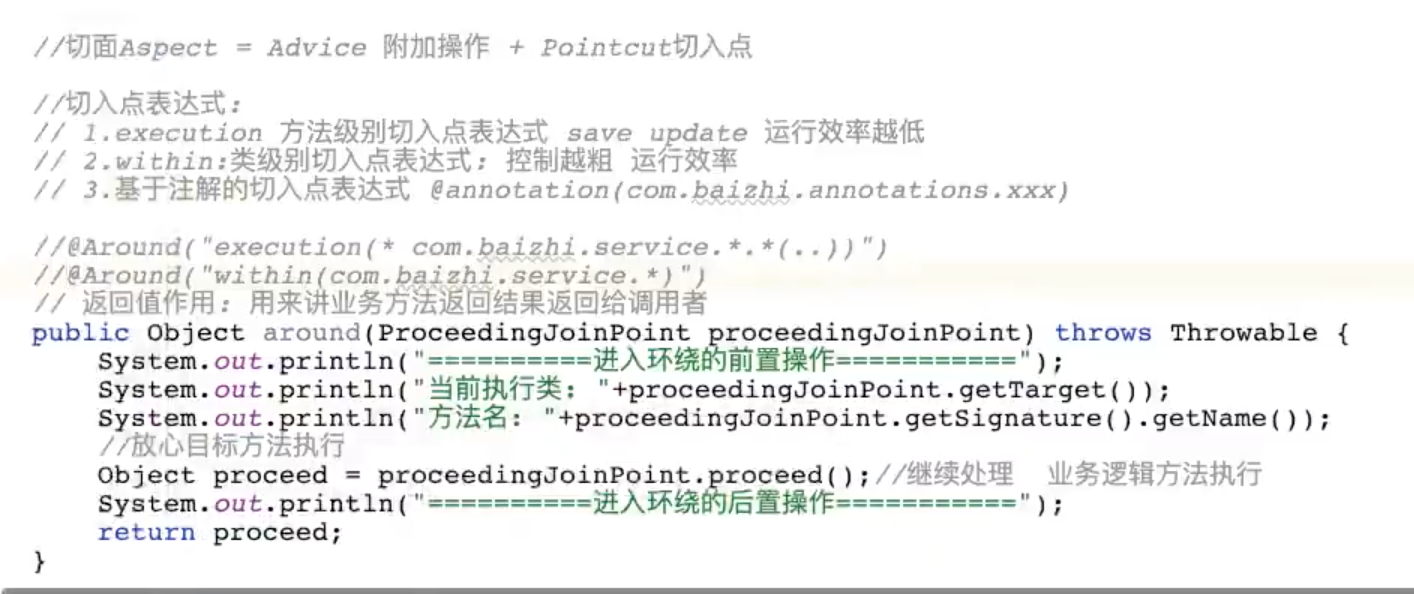 //切面Aspect = Advice 附加操作 + Pointcut切入点
//切入点表达式:
// 1.execution 方法级别切入点表达式 save update 运行效率越低
// 2.within:类级别切入点表达式: 控制越粗 运行效率
// 3.基于注解的切入点表达式 @annotation(com.baizhi.annotations.xxx)
//@Around("execution(* com.baizhi.service.*.*(..))")
//@Around("within(com.baizhi.service.*)")
// 返回值作用: 用来讲业务方法返回结果返回给调用者
public Object around(ProceedingJoinPoint proceedingJoinPoint) throws Throwable {
    System.out.println("==========进入环绕的前置操作===========");
    System.out.println("当前执行类: "+proceedingJoinPoint.getTarget());
    System.out.println("方法名: "+proceedingJoinPoint.getSignature().getName());
    //放心目标方法执行
    Object proceed = proceedingJoinPoint.proceed();//继续处理  业务逻辑方法执行
    System.out.println("==========进入环绕的后置操作===========");
    return proceed;
}